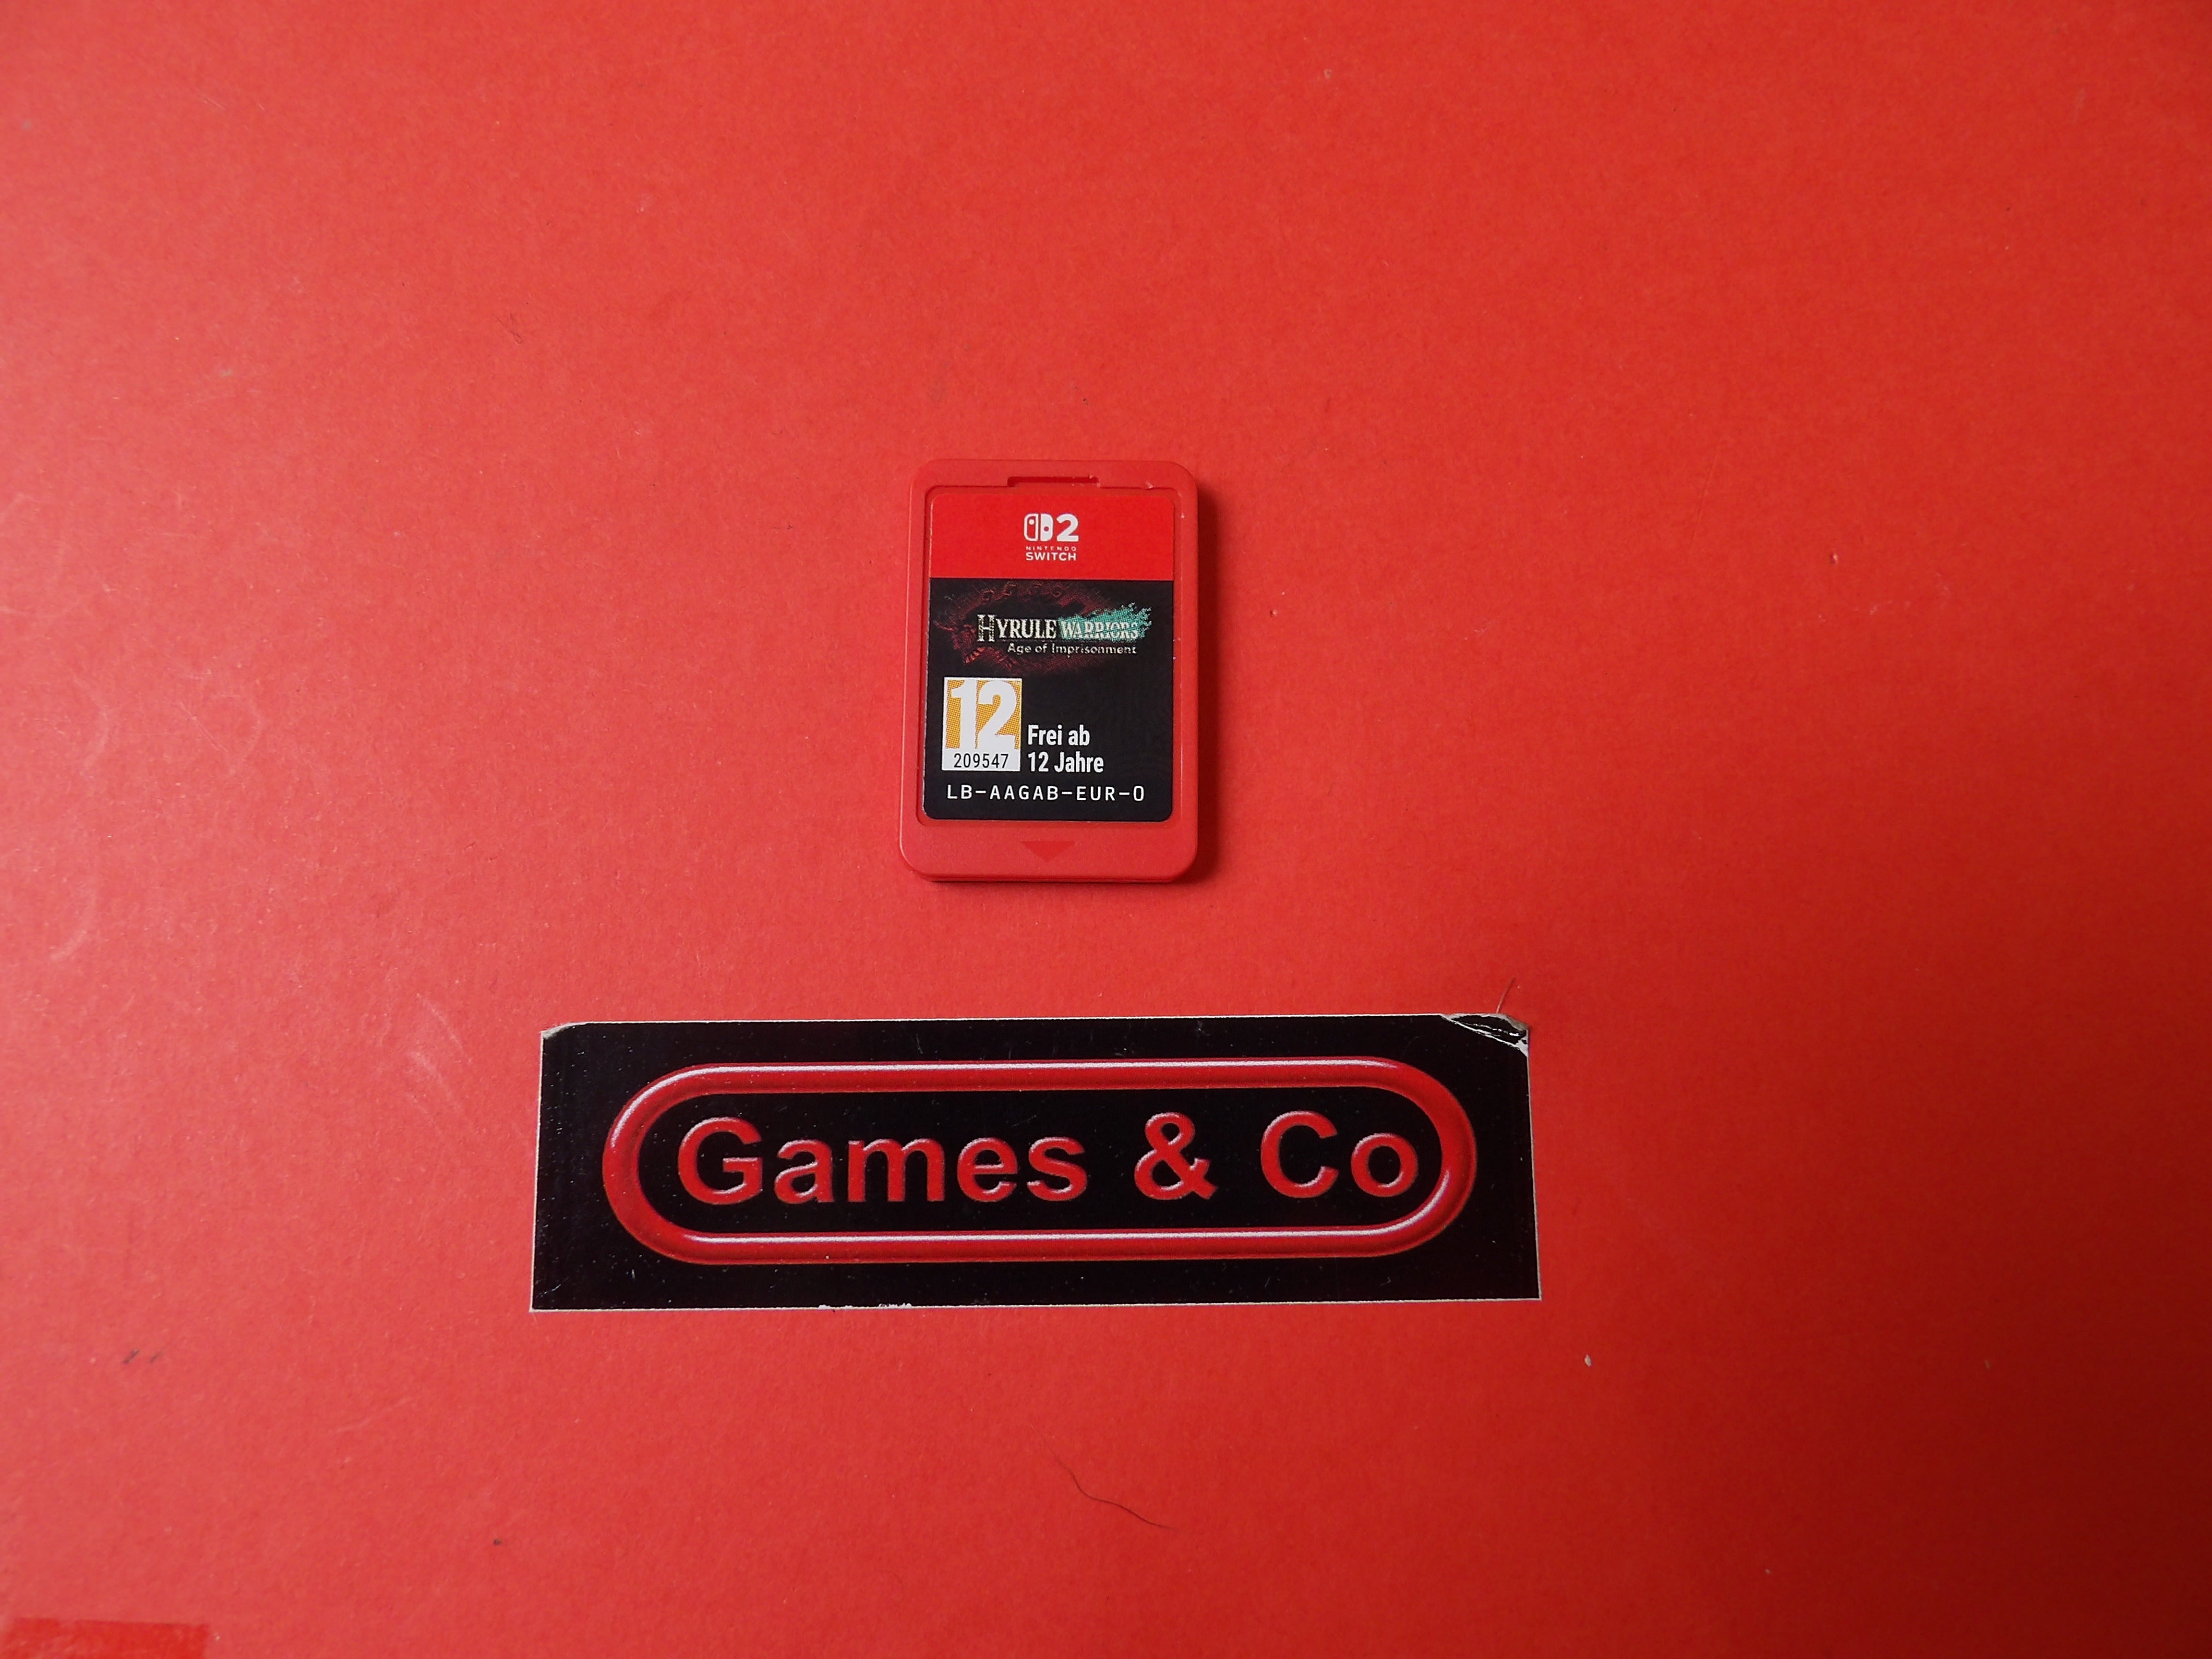 2
NINTENDO
SWITCH
HYRULE WARRIORS
Age of Imprisonment
12
209547
Frei ab
12 Jahre
LB-AAGAB-EUR-0
Games & Co